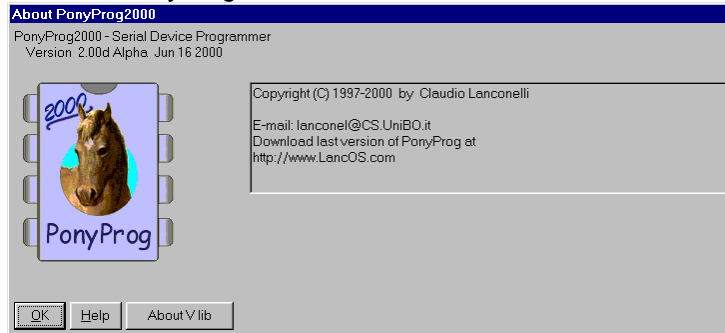 About PonyProg2000
PonyProg2000 - Serial Device Programmer
Version 2.00d Alpha Jun 16 2000
2000
PonyProg
Copyright (C) 1997-2000 by Claudio Lanconelli
E-mail: lanconel@CS.UniBO.it
Download last version of PonyProg at
http://www.LancOS.com
OK
Help
About V lib